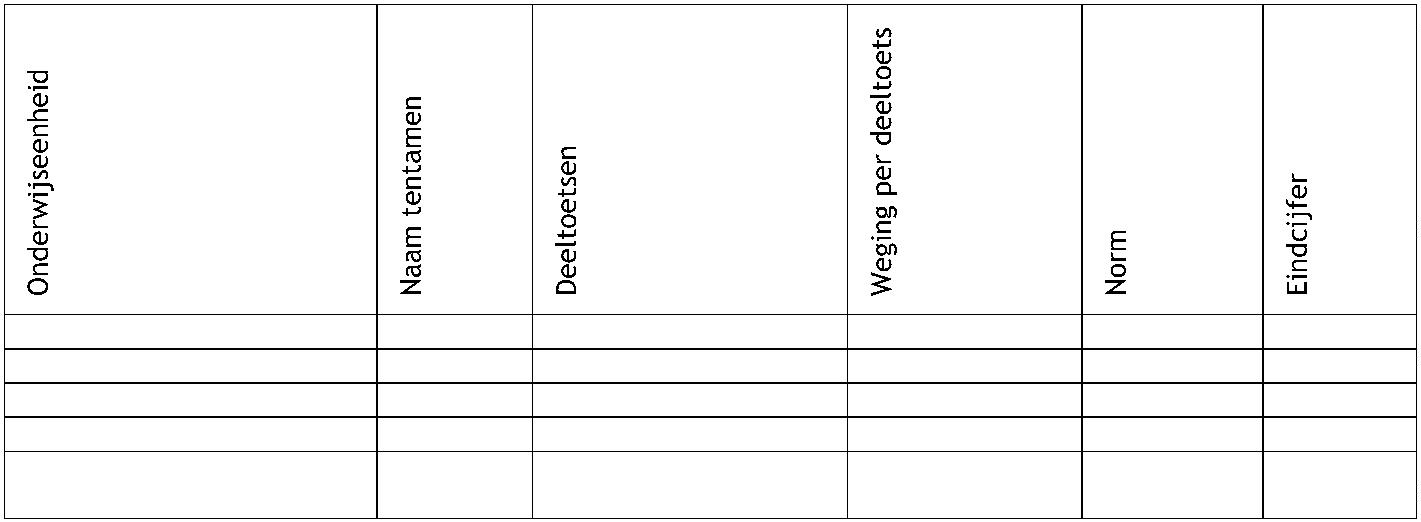 Onderwijseenheid
Naam tentamen
Deeltoetsen
Weging per deeltoets
Norm
Eindcijfer